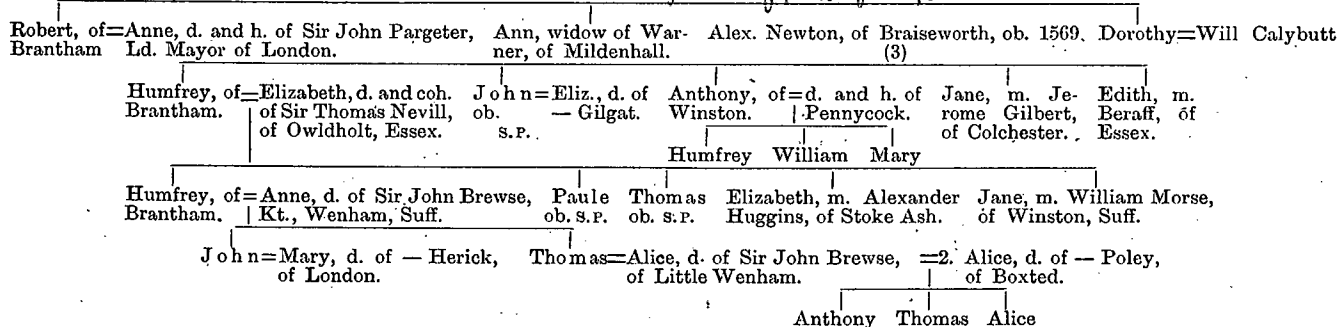 Robert, of=Anne, d. and h. of Sir John Pargeter, Ann, widow of War- Alex. Newton, of Braiseworth, ob. 1569. Dorothy=Will Calybutt
Brantham Ld. Mayor of London. ner, of Mildenhall. (3)
Humfrey, of=Elizabeth, d. and coh. John=Eliz., d. of Anthony, of=d. and h. of Jane, m. Je- Edith, m.
Brantham. of Sir Thomas Nevill, ob. — Gilgat. Winston. Pennycock. rome Gilbert, Beraff, of
of Owldholt, Essex. S.P. of Colchester. Essex.
Humfrey William Mary
Humfrey, of=Anne, d. of Sir John Brewse, Paule Thomas Elizabeth, m. Alexander Jane, m. William Morse,
Brantham. Kt., Wenham, Suff. ob. S.P. ob. S.P. Huggins, of Stoke Ash. of Winston, Suff.
John=Mary, d. of — Herick, Thomas=Alice, d. of Sir John Brewse, =2. Alice, d. of — Poley,
of London. of Little Wenham. of Boxted.
Anthony Thomas Alice